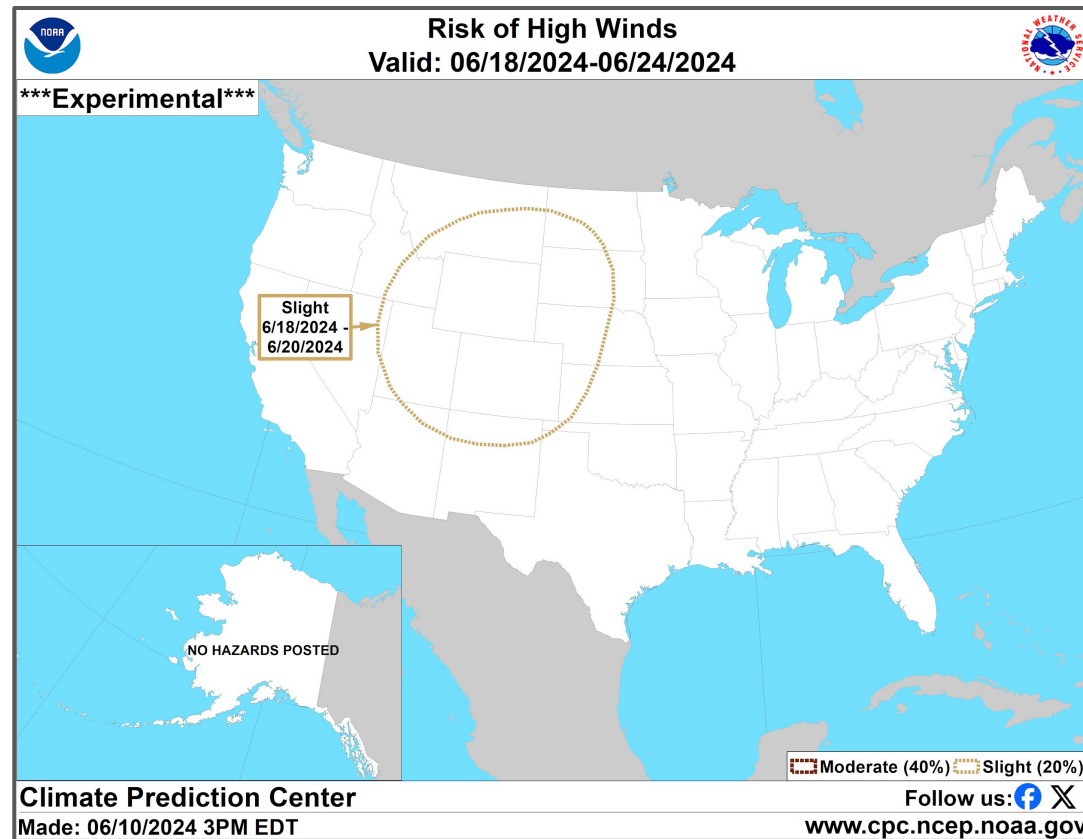 NOAA
Risk of High Winds
Valid: 06/18/2024-06/24/2024
NATIONAL WEATHER SERVICE
***Experimental***
Slight
6/18/2024 -
6/20/2024
NO HAZARDS POSTED
Moderate (40%) Slight (20%)
Climate Prediction Center
Follow us:
Made: 06/10/2024 3PM EDT
www.cpc.ncep.noaa.gov